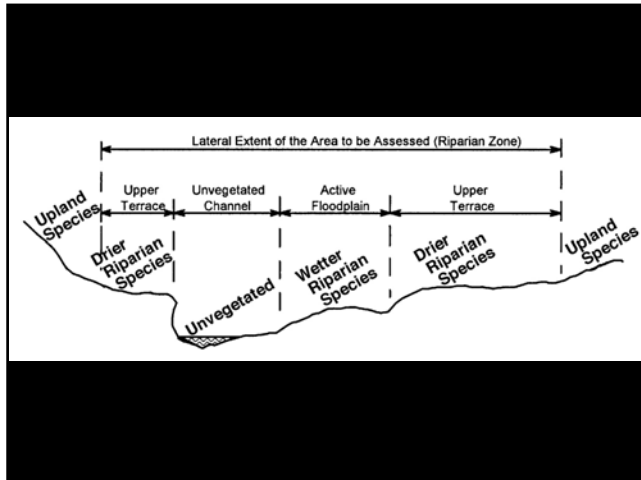 Lateral Extent of the Area to be Assessed (Riparian Zone)
Upper
Terrace
Unvegetated
Channel
Active
Floodplain
Upper
Terrace
Upland
Species
Drier
Riparian
Species
Unvegetated
Wetter
Riparian
Species
Drier
Riparian
Species
Upland
Species